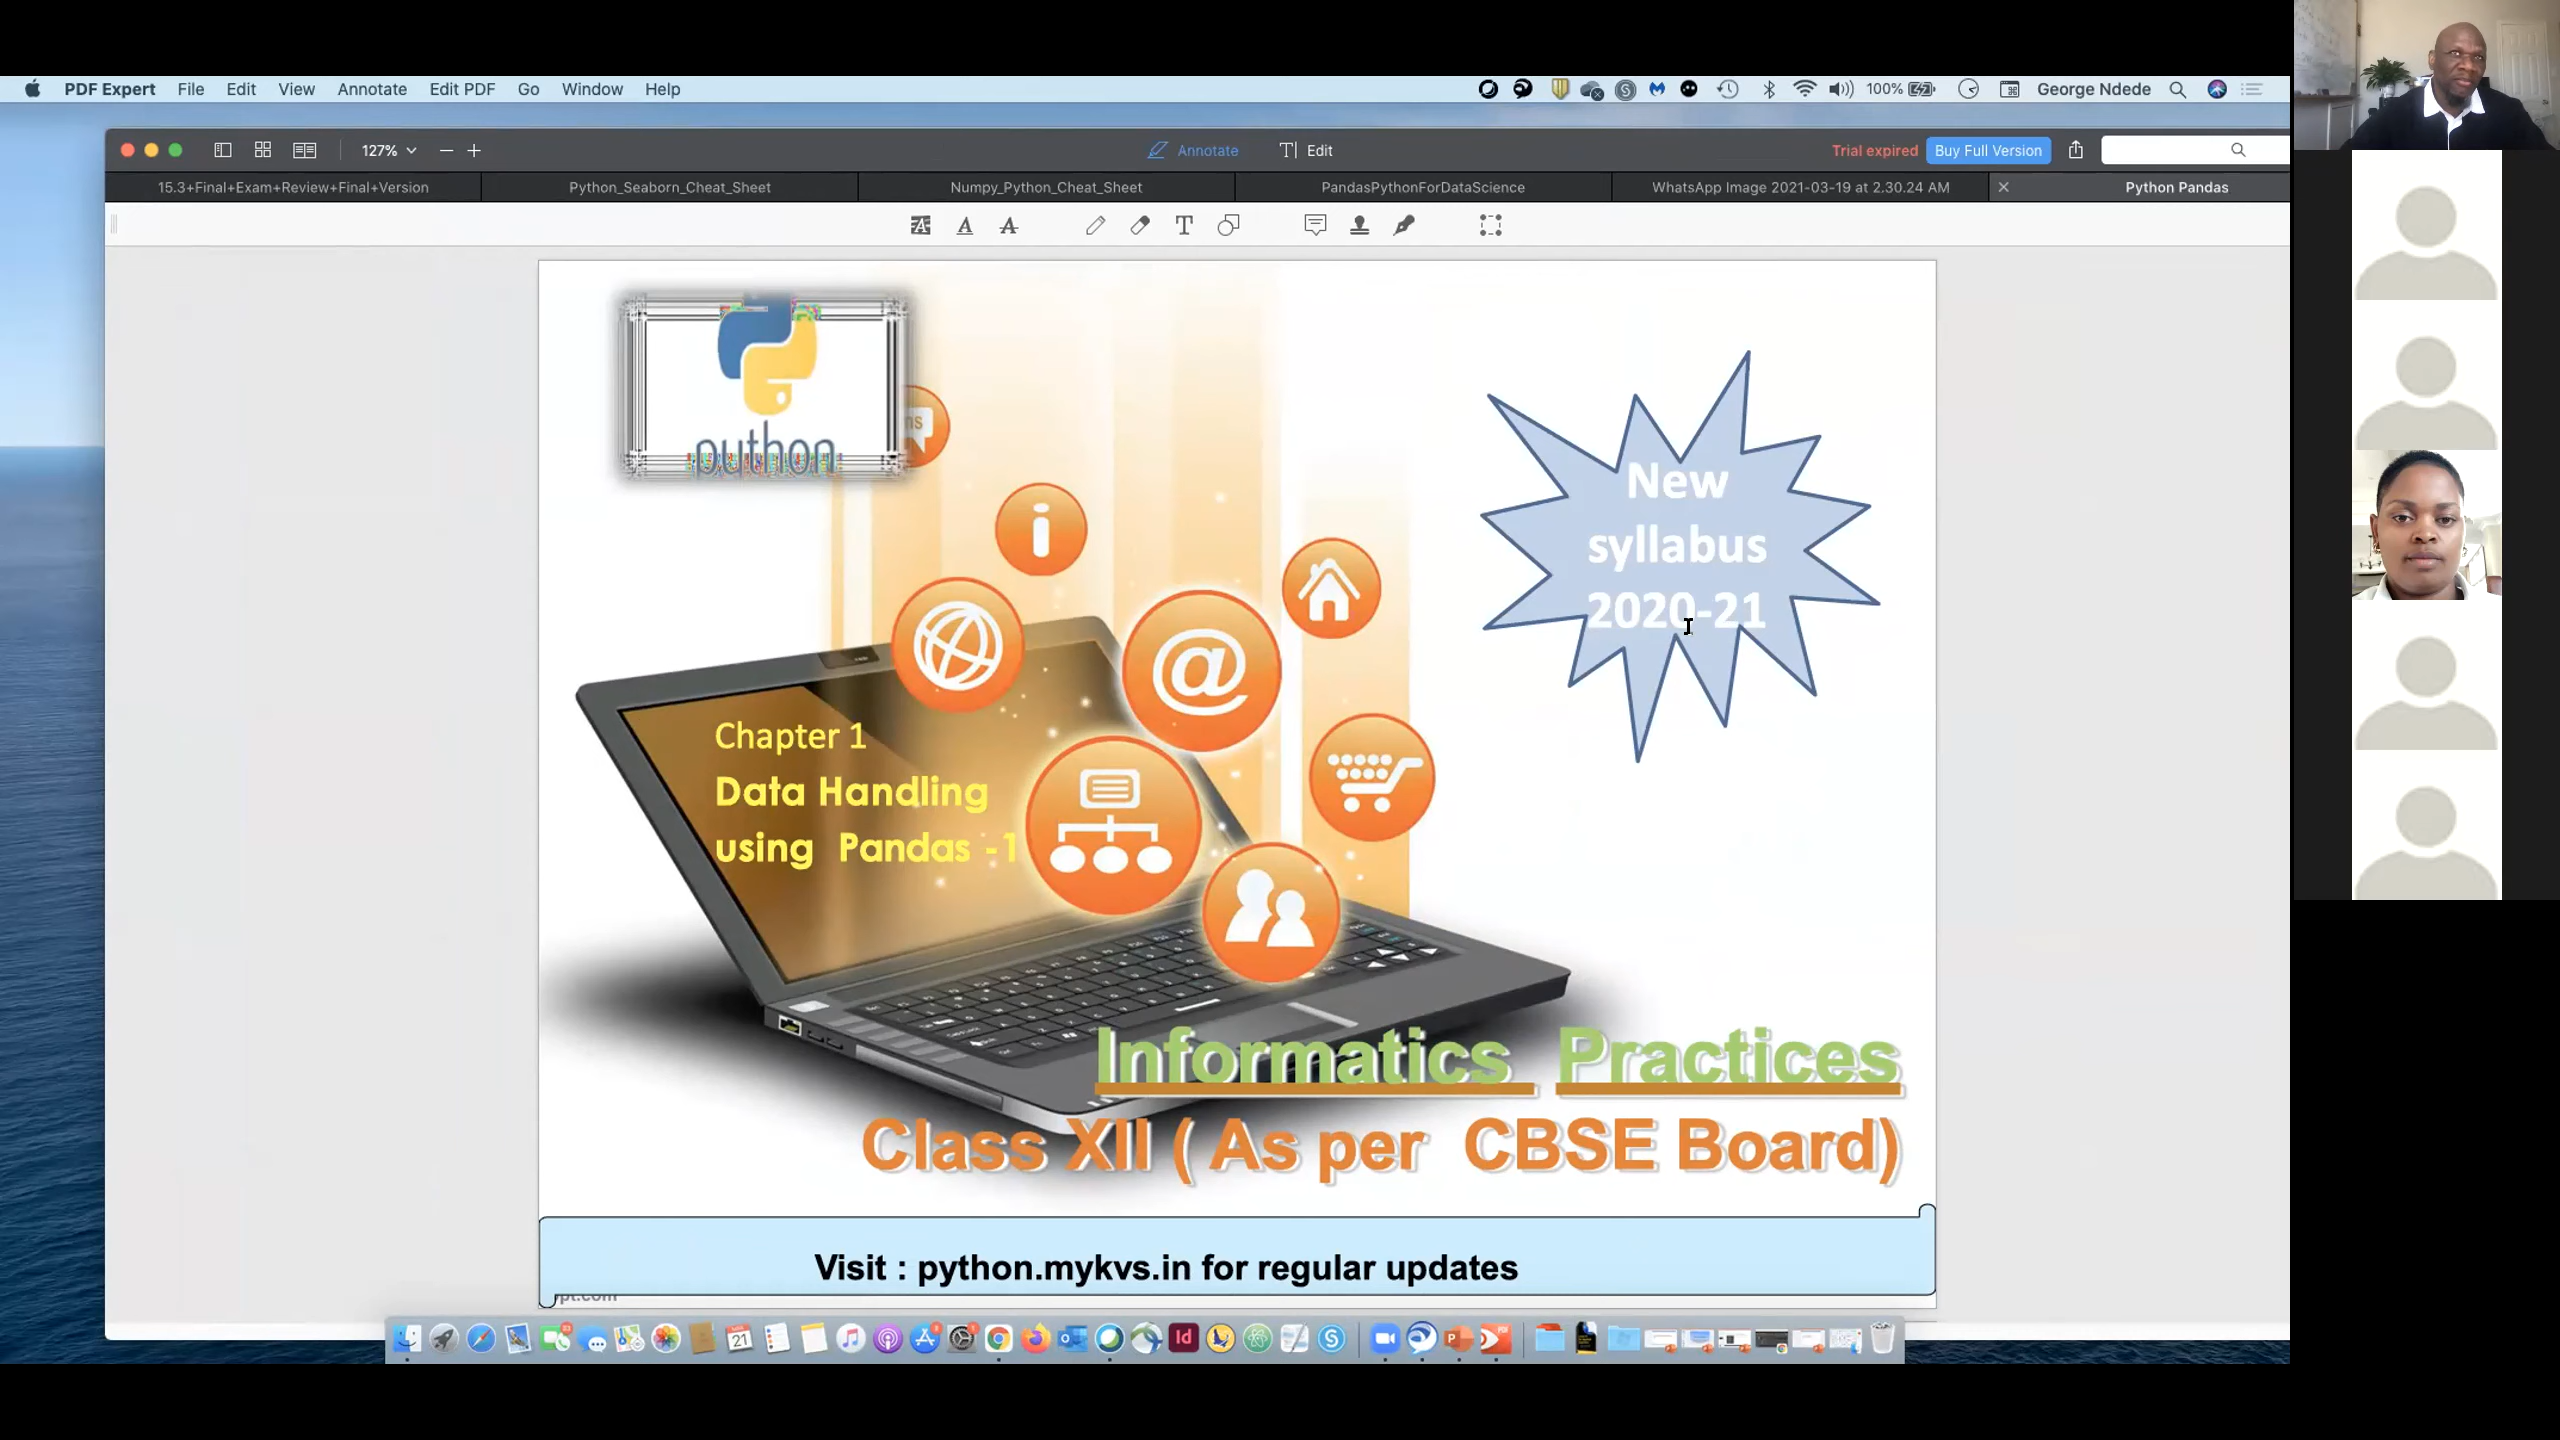 PDF Expert File Edit View Annotate Edit PDF Go Window Help
100% George Ndede
127%
Annotate Edit
Trial expired Buy Full Version
15.3+Final+Exam+Review+Final+Version Python_Seaborn_Cheat_Sheet Numpy_Python_Cheat_Sheet PandasPythonForDataScience WhatsApp Image 2021-03-19 at 2.30.24 AM Python Pandas
python
New
syllabus
2020-21
i
@
Chapter 1
Data Handling
using Pandas -1
Informatics Practices
Class XII ( As per CBSE Board)
Visit : python.mykvs.in for regular updates
21
Id